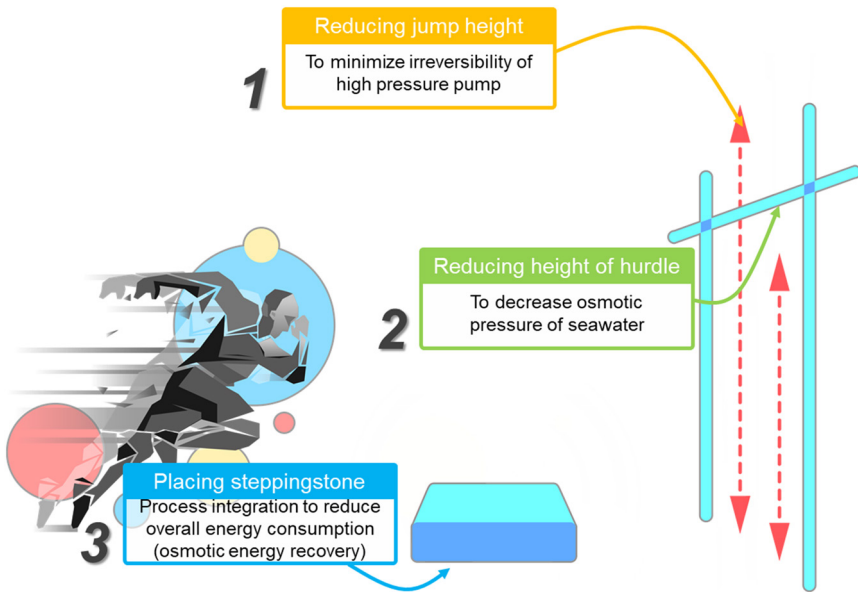 1
Reducing jump height
To minimize irreversibility of
high pressure pump
2
Reducing height of hurdle
To decrease osmotic
pressure of seawater
3
Placing steppingstone
Process integration to reduce
overall energy consumption
(osmotic energy recovery)